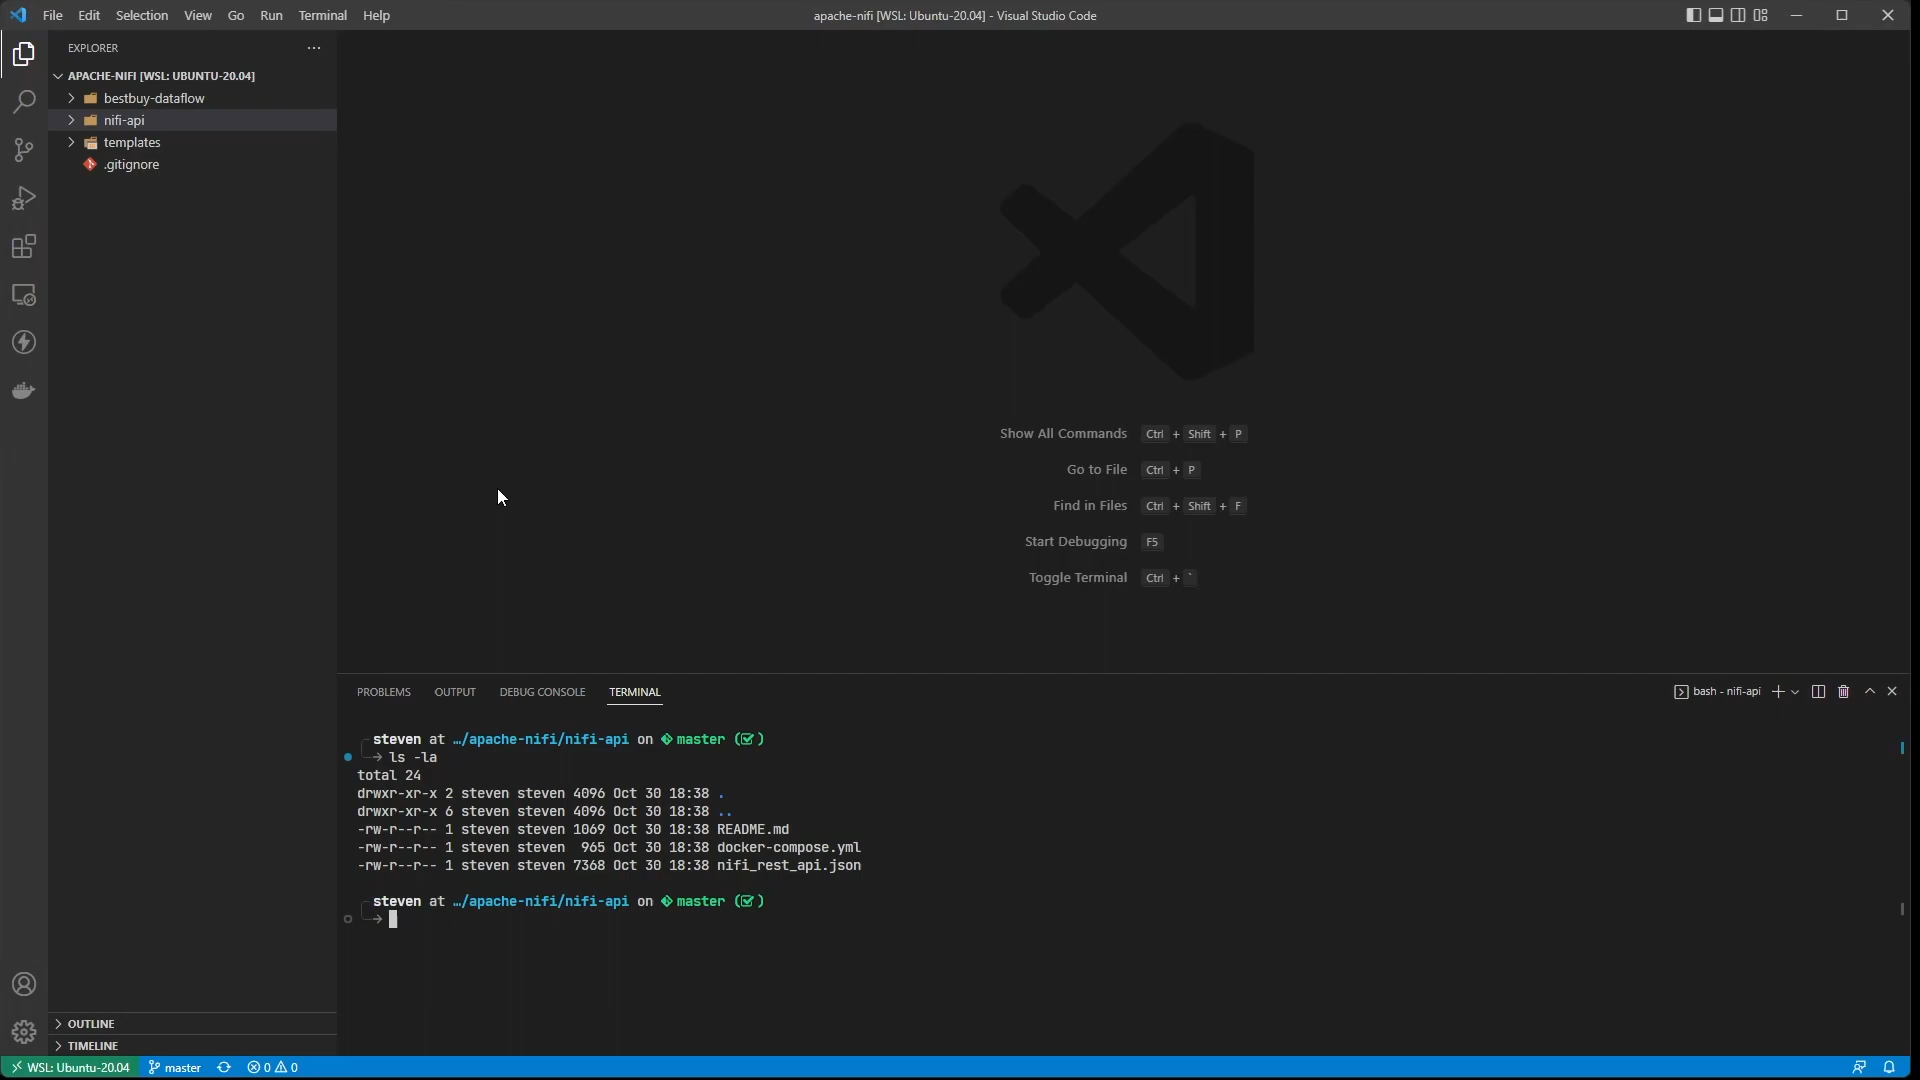 File Edit Selection View Go Run Terminal Help
apache-nifi [WSL: Ubuntu-20.04] - Visual Studio Code
EXPLORER
APACHE-NIFI [WSL: UBUNTU-20.04]
bestbuy-dataflow
nifi-api
templates
.gitignore
Show All Commands Ctrl + Shift + P
Go to File Ctrl + P
Find in Files Ctrl + Shift + F
Start Debugging F5
Toggle Terminal Ctrl + `
PROBLEMS OUTPUT DEBUG CONSOLE TERMINAL
bash - nifi-api
steven at …/apache-nifi/nifi-api on master (☑)
→ ls -la
total 24
drwxr-xr-x 2 steven steven 4096 Oct 30 18:38 .
drwxr-xr-x 6 steven steven 4096 Oct 30 18:38 ..
-rw-r--r-- 1 steven steven 1069 Oct 30 18:38 README.md
-rw-r--r-- 1 steven steven  965 Oct 30 18:38 docker-compose.yml
-rw-r--r-- 1 steven steven 7368 Oct 30 18:38 nifi_rest_api.json
steven at …/apache-nifi/nifi-api on master (☑)
→
OUTLINE
TIMELINE
WSL: Ubuntu-20.04 master 0 0